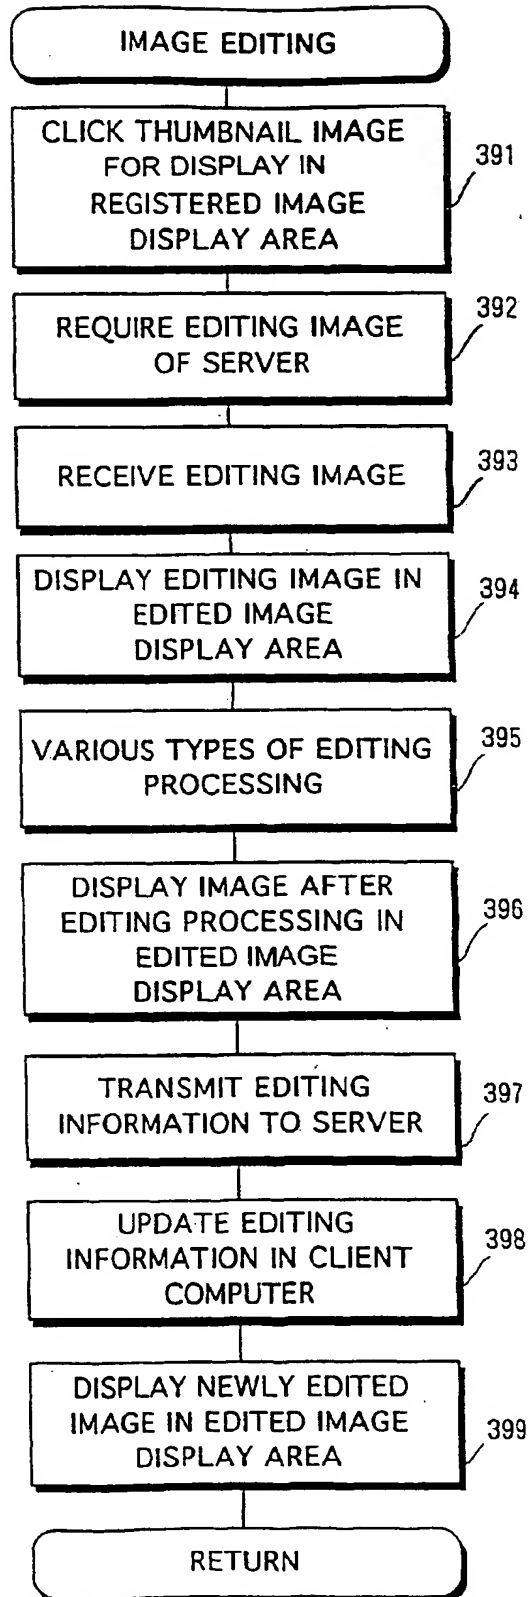 IMAGE EDITING
CLICK THUMBNAIL IMAGE
FOR DISPLAY IN
REGISTERED IMAGE
DISPLAY AREA
391
REQUIRE EDITING IMAGE
OF SERVER
392
RECEIVE EDITING IMAGE
393
DISPLAY EDITING IMAGE IN
EDITED IMAGE
DISPLAY AREA
394
VARIOUS TYPES OF EDITING
PROCESSING
395
DISPLAY IMAGE AFTER
EDITING PROCESSING IN
EDITED IMAGE
DISPLAY AREA
396
TRANSMIT EDITING
INFORMATION TO SERVER
397
UPDATE EDITING
INFORMATION IN CLIENT
COMPUTER
398
DISPLAY NEWLY EDITED
IMAGE IN EDITED IMAGE
DISPLAY AREA
399
RETURN